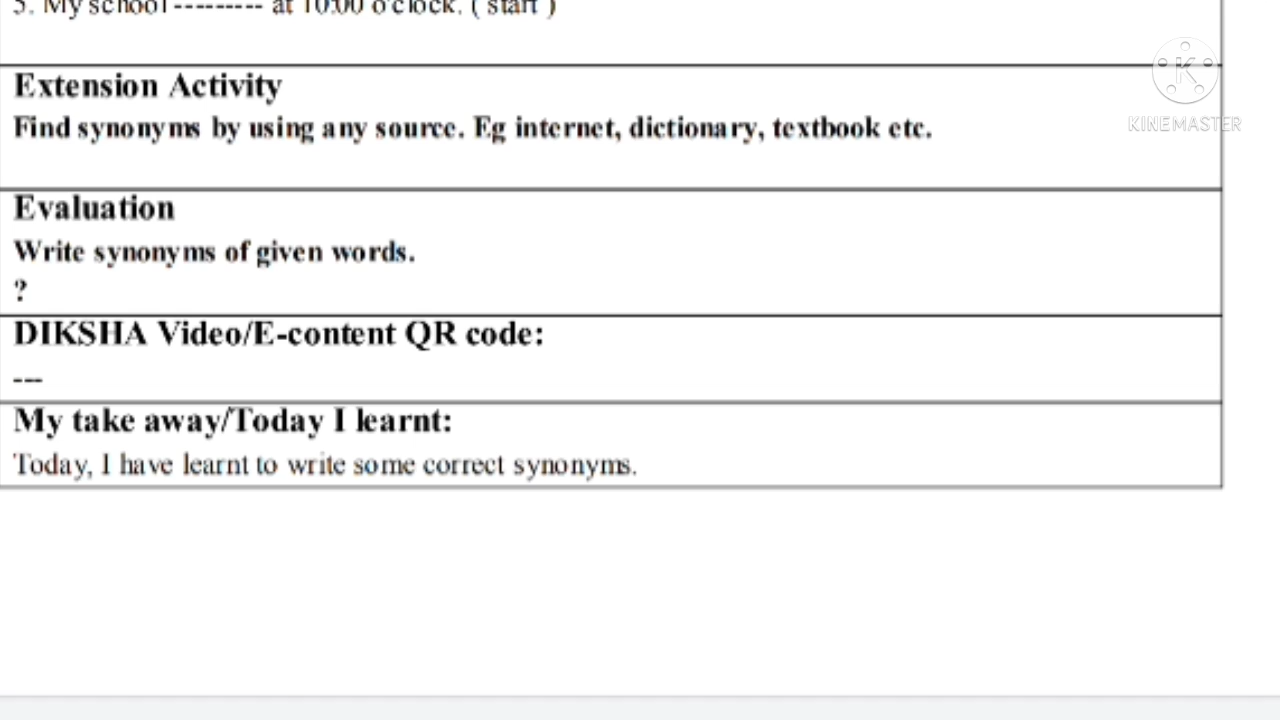 5. My school --------- at 10:00 o'clock. ( start )
Extension Activity
Find synonyms by using any source. Eg internet, dictionary, textbook etc.
Evaluation
Write synonyms of given words.
?
DIKSHA Video/E-content QR code:
---
My take away/Today I learnt:
Today, I have learnt to write some correct synonyms.
K
KINEMASTER